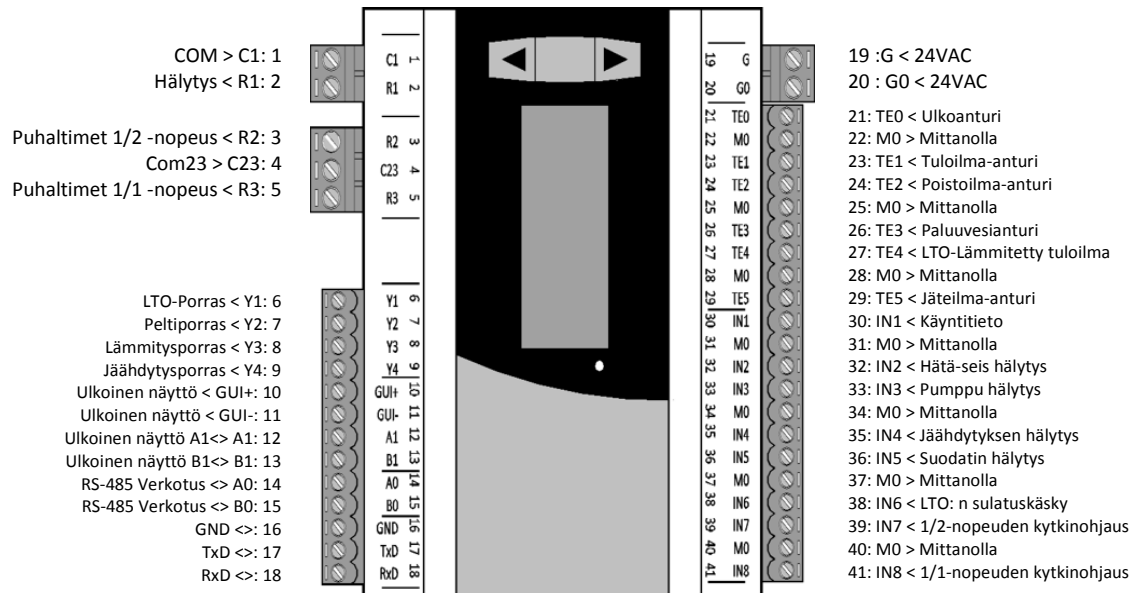 COM > C1: 1
Hälytys < R1: 2
Puhaltimet 1/2 -nopeus < R2: 3
Com23 > C23: 4
Puhaltimet 1/1 -nopeus < R3: 5
LTO-Porras < Y1: 6
Peltiporras < Y2: 7
Lämmitysporras < Y3: 8
Jäähdytysporras < Y4: 9
Ulkoinen näyttö < GUI+: 10
Ulkoinen näyttö < GUI-: 11
Ulkoinen näyttö A1<> A1: 12
Ulkoinen näyttö B1<> B1: 13
RS-485 Verkotus <> A0: 14
RS-485 Verkotus <> B0: 15
GND <>: 16
TxD <>: 17
RxD <>: 18
C1 1
R1 2
R2 3
C23 4
R3 5
Y1 6
Y2 7
Y3 8
Y4 9
GUI+ 10
GUI- 11
A1 12
B1 13
A0 14
B0 15
GND 16
TxD 17
RxD 18
19 G
20 G0
21 TE0
22 M0
23 TE1
24 TE2
25 M0
26 TE3
27 TE4
28 M0
29 TE5
30 IN1
31 M0
32 IN2
33 IN3
34 M0
35 IN4
36 IN5
37 M0
38 IN6
39 IN7
40 M0
41 IN8
19 :G < 24VAC
20 : G0 < 24VAC
21: TE0 < Ulkoanturi
22: M0 > Mittanolla
23: TE1 < Tuloilma-anturi
24: TE2 < Poistoilma-anturi
25: M0 > Mittanolla
26: TE3 < Paluuvesianturi
27: TE4 < LTO-Lämmitetty tuloilma
28: M0 > Mittanolla
29: TE5 < Jäteilma-anturi
30: IN1 < Käyntitieto
31: M0 > Mittanolla
32: IN2 < Hätä-seis hälytys
33: IN3 < Pumppu hälytys
34: M0 > Mittanolla
35: IN4 < Jäähdytyksen hälytys
36: IN5 < Suodatin hälytys
37: M0 > Mittanolla
38: IN6 < LTO: n sulatuskäsky
39: IN7 < 1/2-nopeuden kytkinohjaus
40: M0 > Mittanolla
41: IN8 < 1/1-nopeuden kytkinohjaus